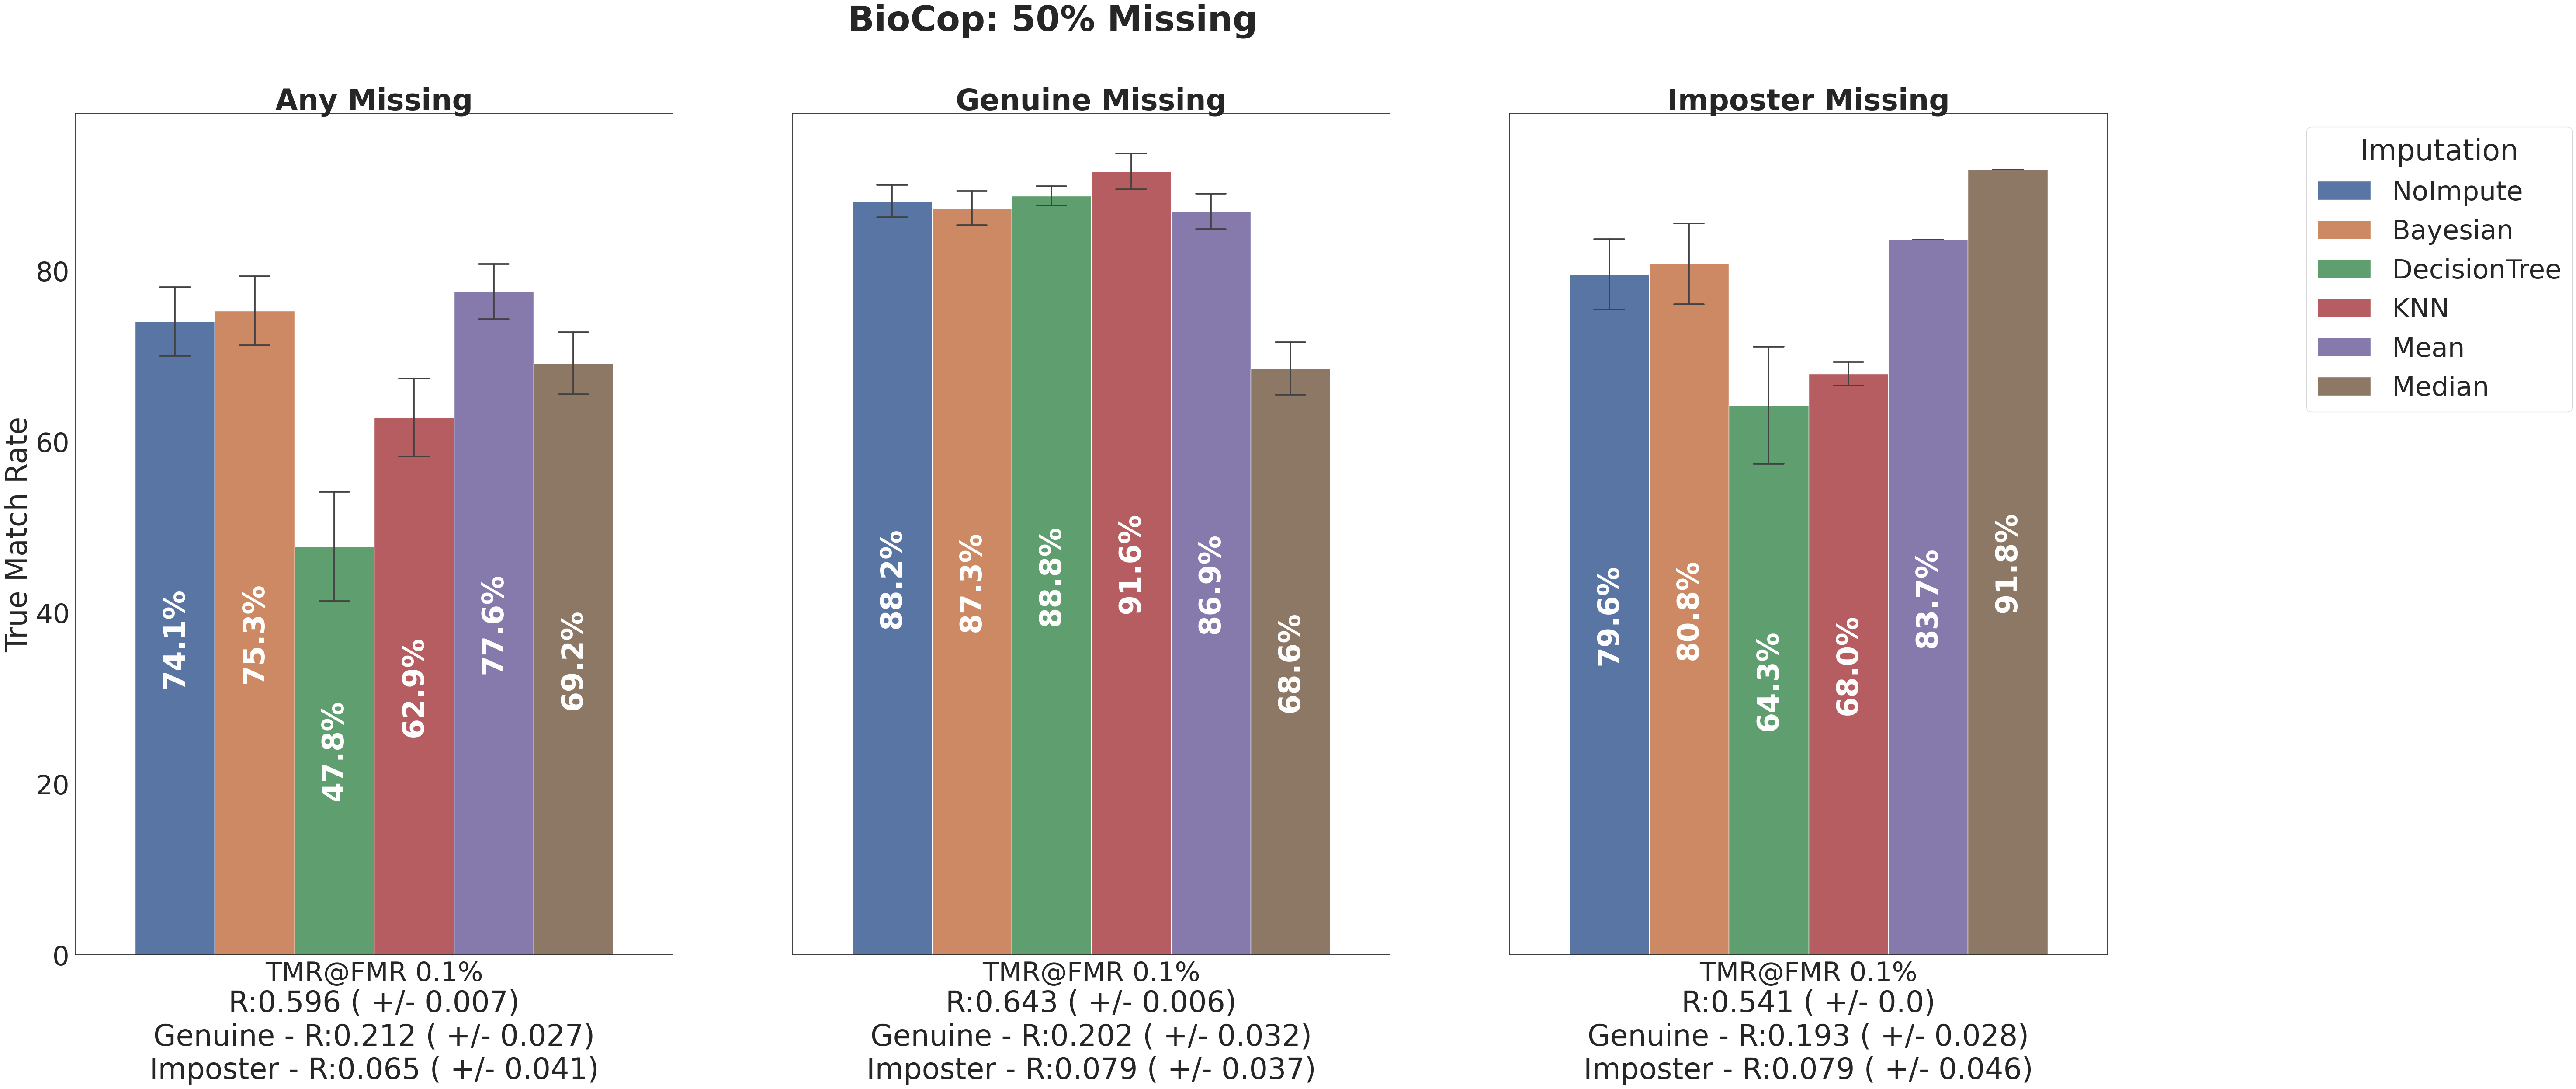 BioCop: 50% Missing
Any Missing
Genuine Missing
Imposter Missing
True Match Rate
80
60
40
20
0
74.1%
75.3%
47.8%
62.9%
77.6%
69.2%
88.2%
87.3%
88.8%
91.6%
86.9%
68.6%
79.6%
80.8%
64.3%
68.0%
83.7%
91.8%
TMR@FMR 0.1%
R:0.596 ( +/- 0.007)
Genuine - R:0.212 ( +/- 0.027)
Imposter - R:0.065 ( +/- 0.041)
TMR@FMR 0.1%
R:0.643 ( +/- 0.006)
Genuine - R:0.202 ( +/- 0.032)
Imposter - R:0.079 ( +/- 0.037)
TMR@FMR 0.1%
R:0.541 ( +/- 0.0)
Genuine - R:0.193 ( +/- 0.028)
Imposter - R:0.079 ( +/- 0.046)
Imputation
NoImpute
Bayesian
DecisionTree
KNN
Mean
Median